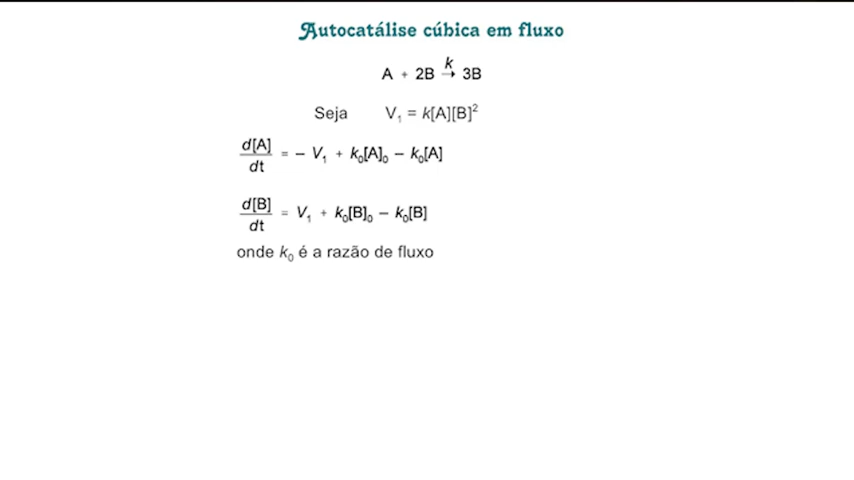 Autocatálise cúbica em fluxo
A + 2B k→ 3B
Seja V₁ = k[A][B]²
d[A]/dt = − V₁ + k₀[A]₀ − k₀[A]
d[B]/dt = V₁ + k₀[B]₀ − k₀[B]
onde k₀ é a razão de fluxo